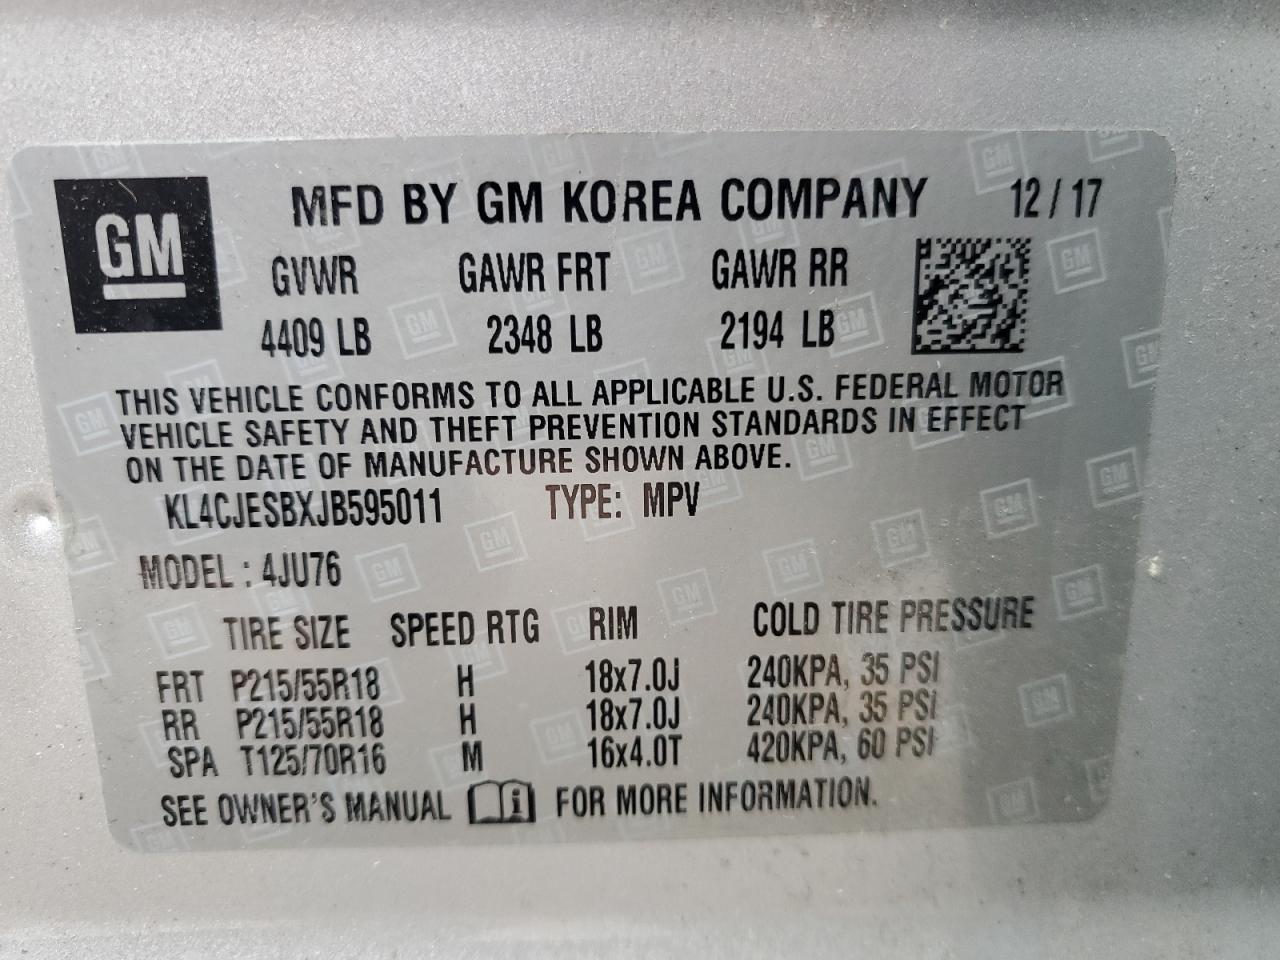 GM MFD BY GM KOREA COMPANY 12/17
GVWR GAWR FRT GAWR RR
4409 LB 2348 LB 2194 LB
THIS VEHICLE CONFORMS TO ALL APPLICABLE U.S. FEDERAL MOTOR
VEHICLE SAFETY AND THEFT PREVENTION STANDARDS IN EFFECT
ON THE DATE OF MANUFACTURE SHOWN ABOVE.
KL4CJESBXJB595011 TYPE: MPV
MODEL : 4JU76
TIRE SIZE SPEED RTG RIM COLD TIRE PRESSURE
FRT P215/55R18 H 18x7.0J 240KPA, 35 PSI
RR P215/55R18 H 18x7.0J 240KPA, 35 PSI
SPA T125/70R16 M 16x4.0T 420KPA, 60 PSI
SEE OWNER'S MANUAL i FOR MORE INFORMATION.